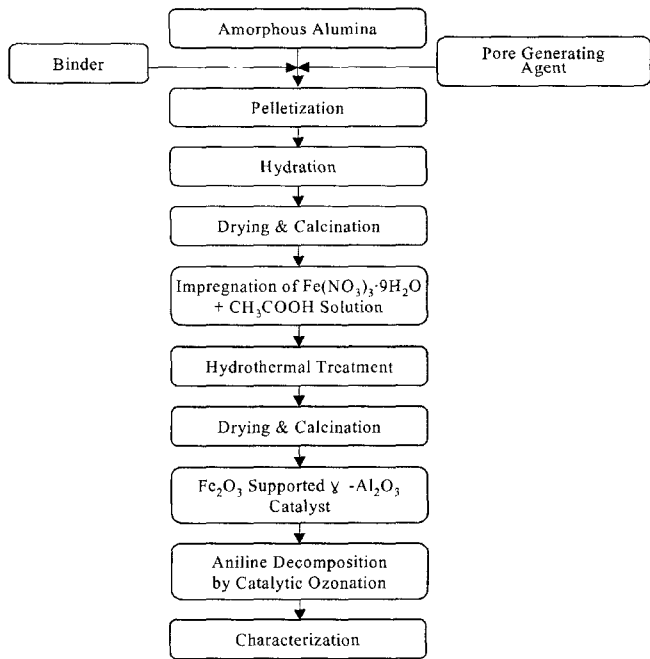 Amorphous Alumina
Binder
Pore Generating
Agent
Pelletization
Hydration
Drying & Calcination
Impregnation of Fe(NO₃)₃·9H₂O
+ CH₃COOH Solution
Hydrothermal Treatment
Drying & Calcination
Fe₂O₃ Supported γ -Al₂O₃
Catalyst
Aniline Decomposition
by Catalytic Ozonation
Characterization